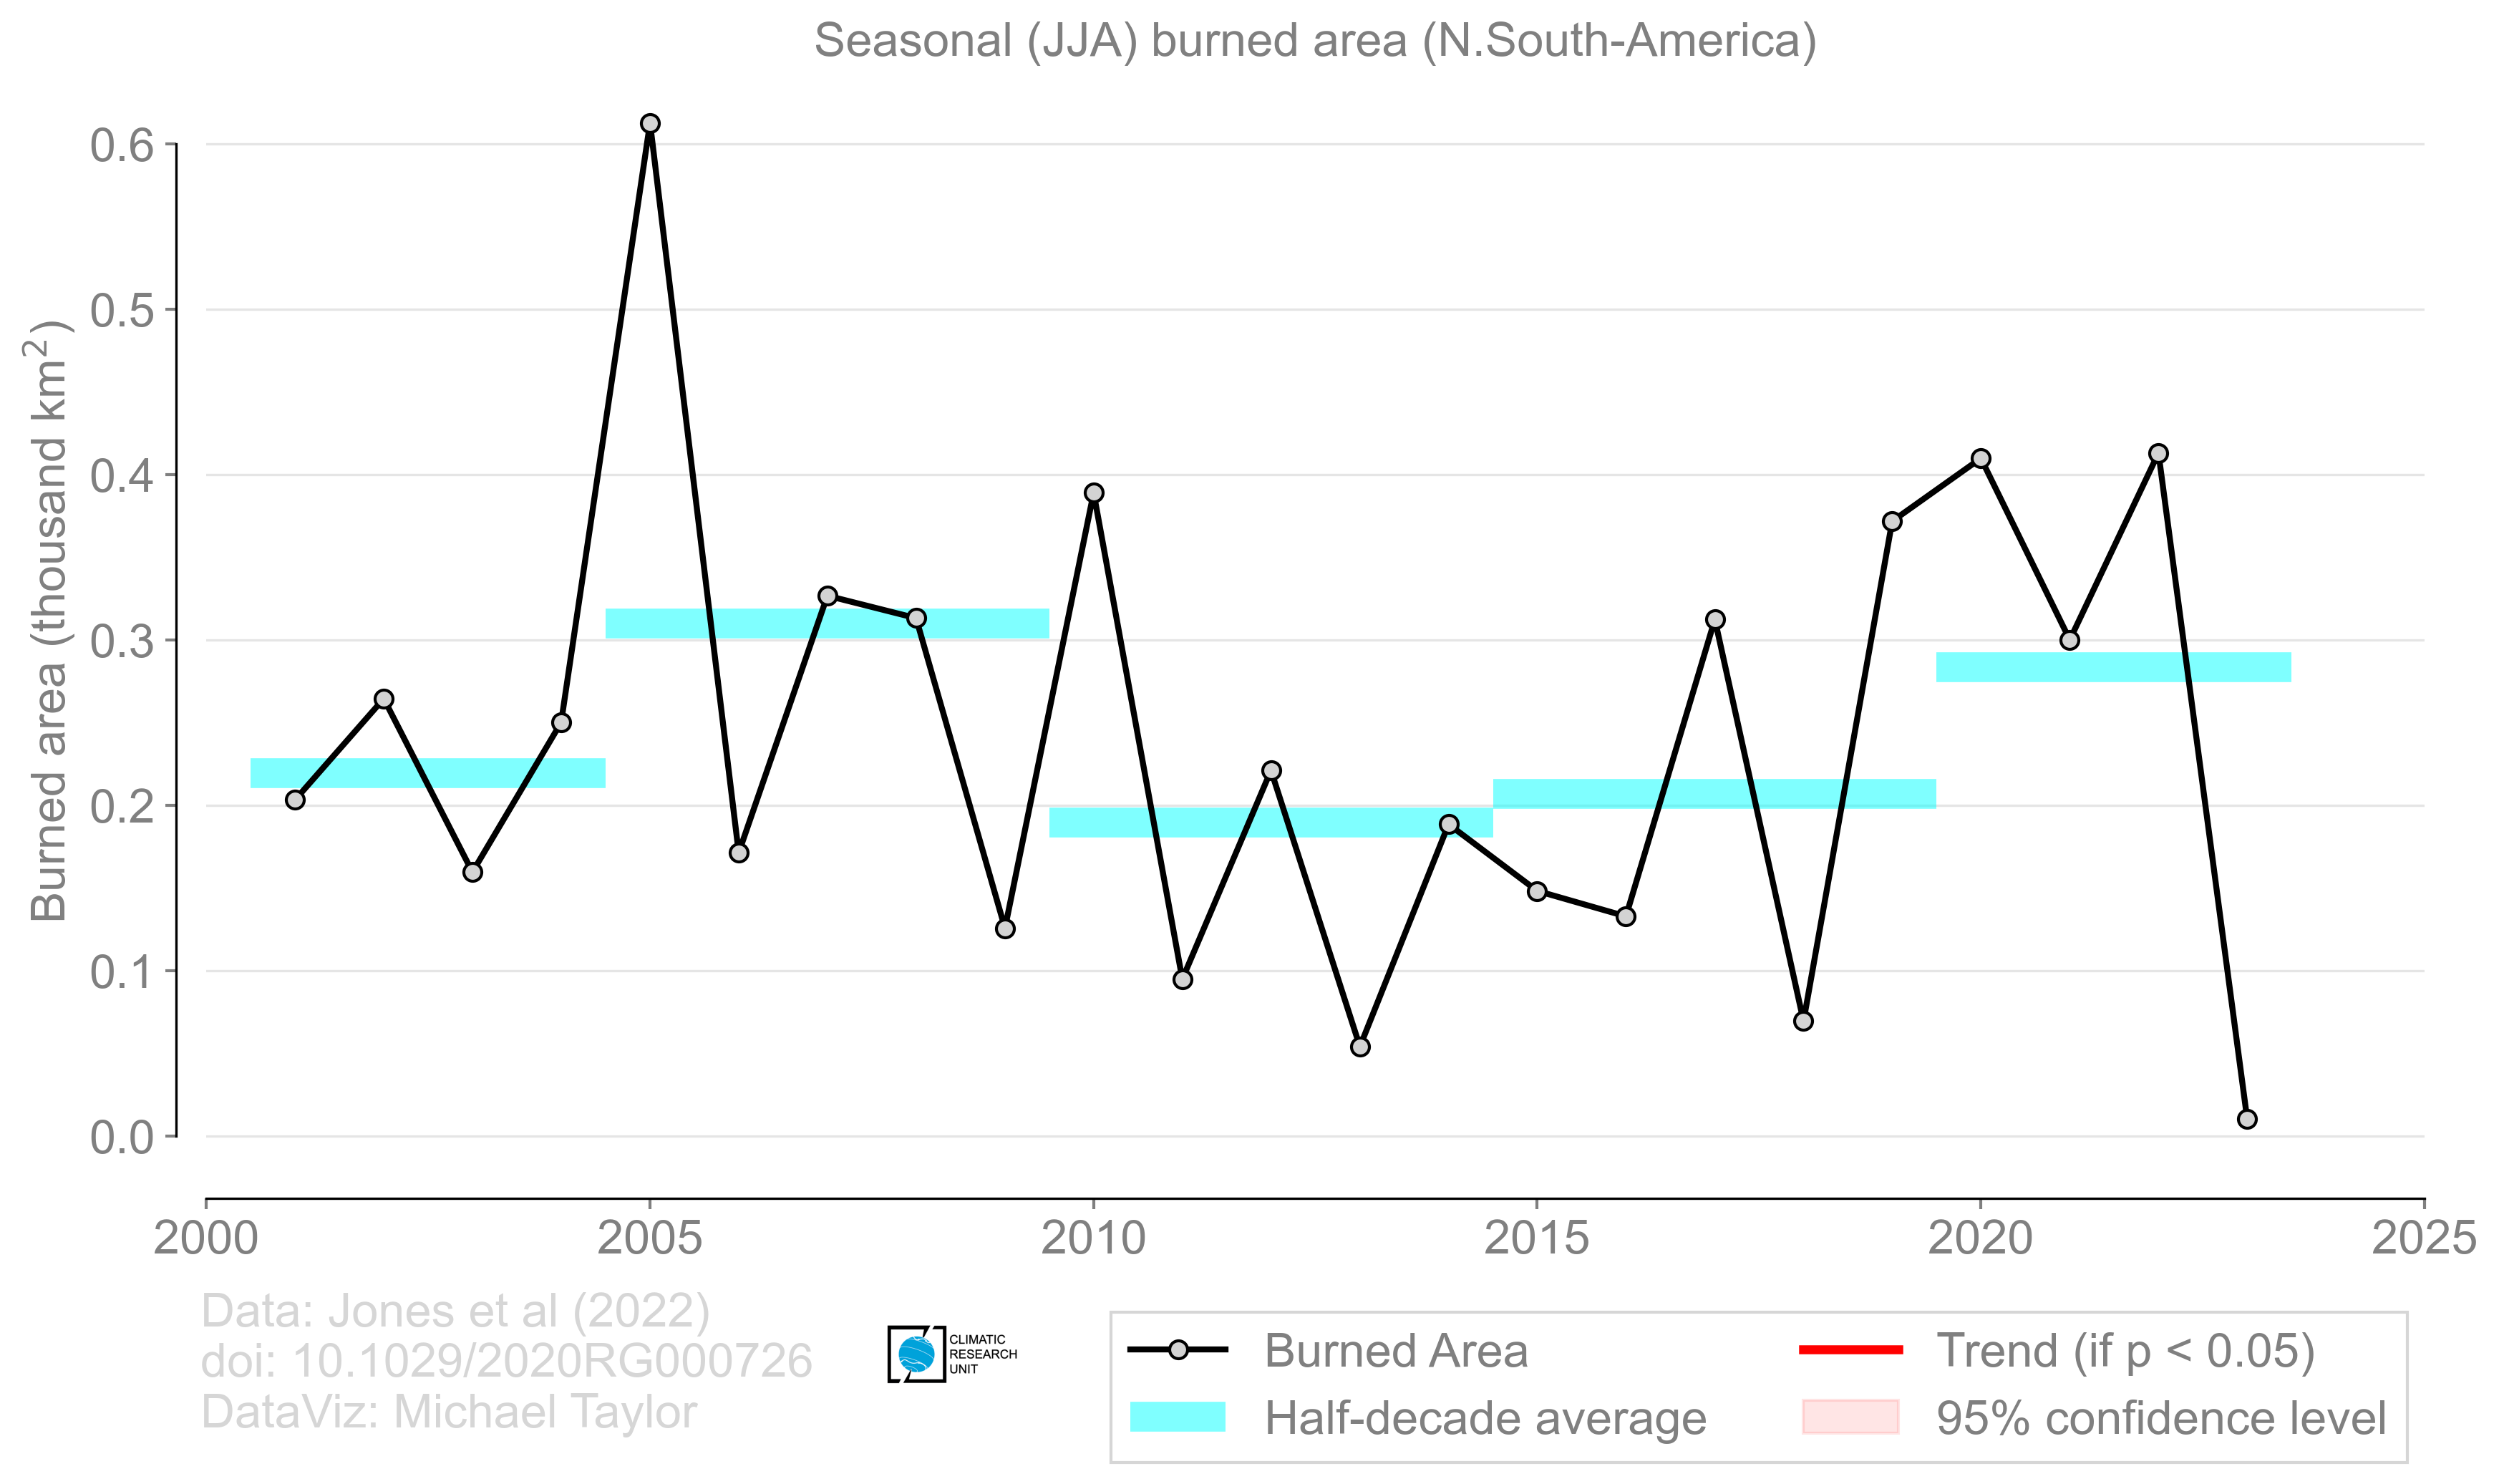 Seasonal (JJA) burned area (N.South-America)
Burned area (thousand km²)
0.6
0.5
0.4
0.3
0.2
0.1
0.0
2000 2005 2010 2015 2020 2025
Data: Jones et al (2022)
doi: 10.1029/2020RG000726
DataViz: Michael Taylor
CLIMATIC
RESEARCH
UNIT
Burned Area
Half-decade average
Trend (if p < 0.05)
95% confidence level